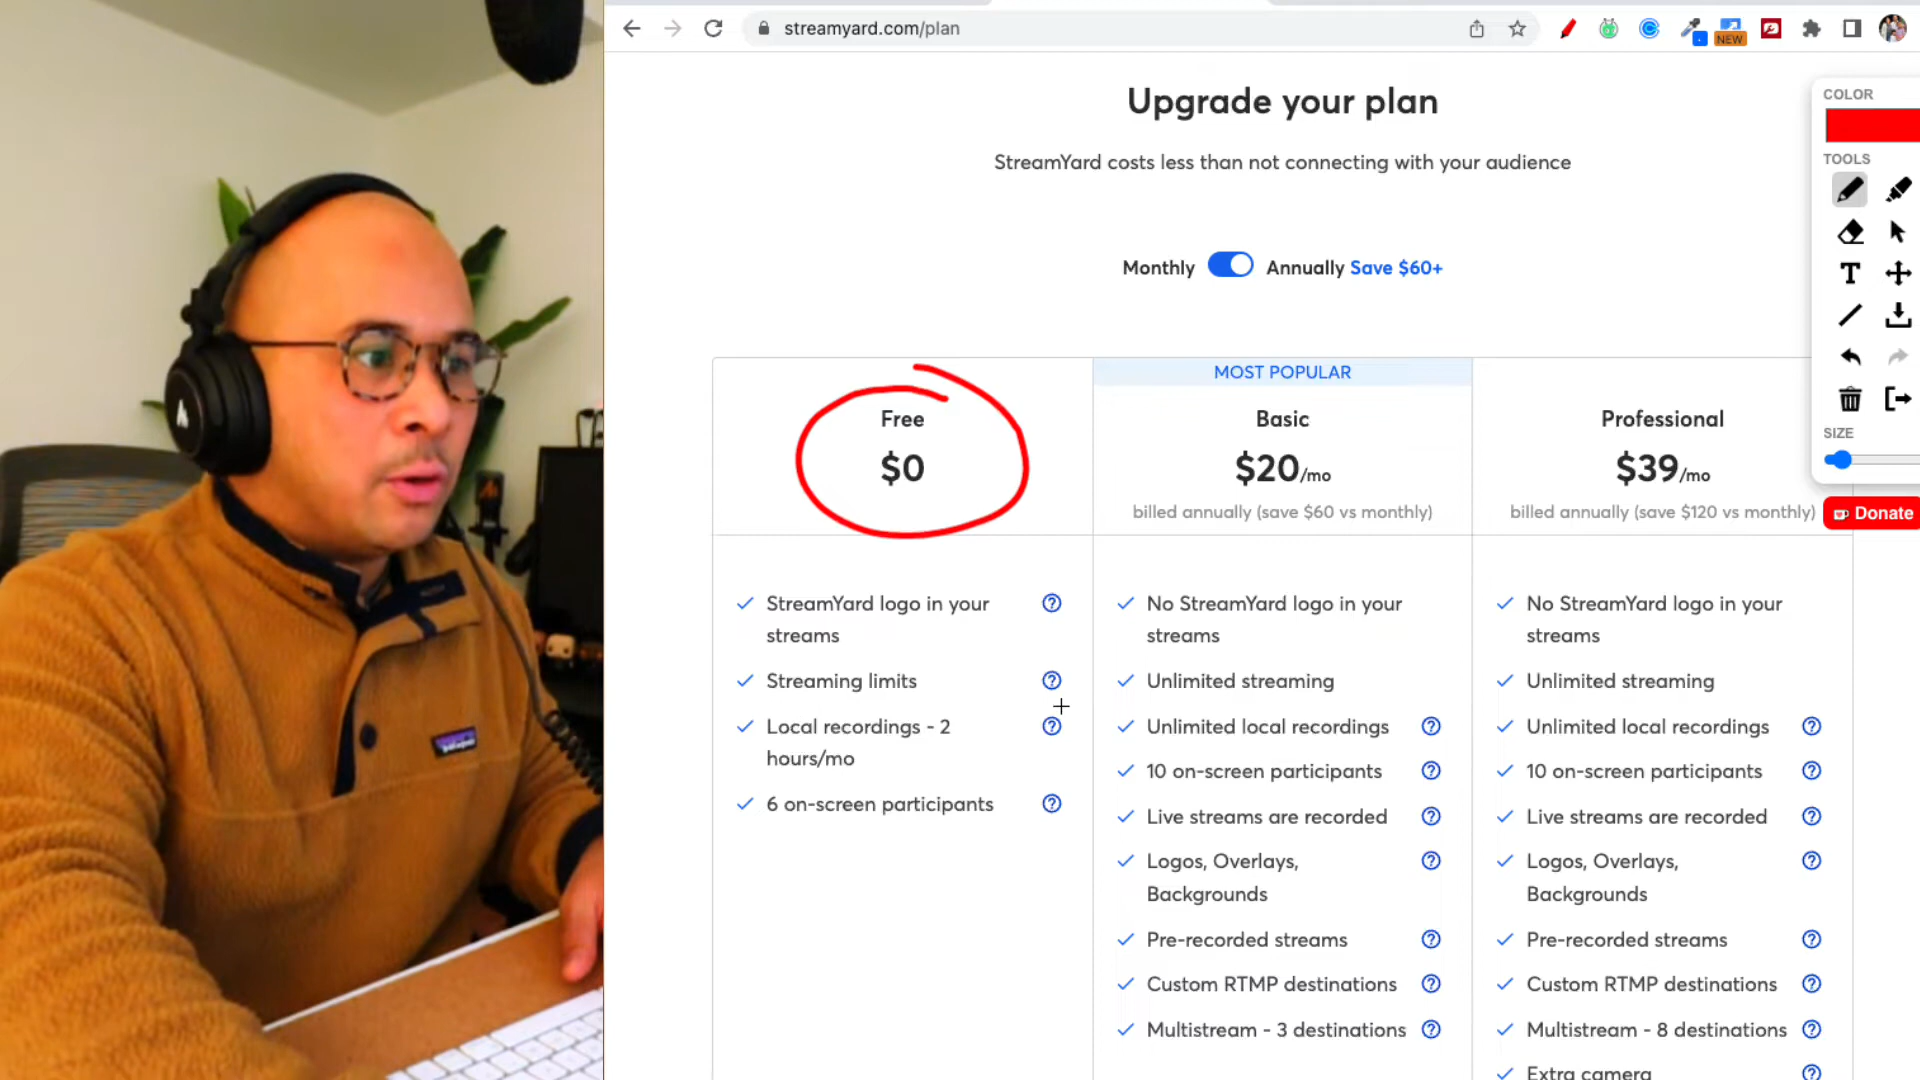 streamyard.com/plan
NEW
Upgrade your plan
StreamYard costs less than not connecting with your audience
Monthly
Annually Save $60+
COLOR
TOOLS
SIZE
Donate
Free
$0
StreamYard logo in your
streams
Streaming limits
Local recordings - 2
hours/mo
6 on-screen participants
MOST POPULAR
Basic
$20/mo
billed annually (save $60 vs monthly)
No StreamYard logo in your
streams
Unlimited streaming
Unlimited local recordings
10 on-screen participants
Live streams are recorded
Logos, Overlays,
Backgrounds
Pre-recorded streams
Custom RTMP destinations
Multistream - 3 destinations
Professional
$39/mo
billed annually (save $120 vs monthly)
No StreamYard logo in your
streams
Unlimited streaming
Unlimited local recordings
10 on-screen participants
Live streams are recorded
Logos, Overlays,
Backgrounds
Pre-recorded streams
Custom RTMP destinations
Multistream - 8 destinations
Extra camera